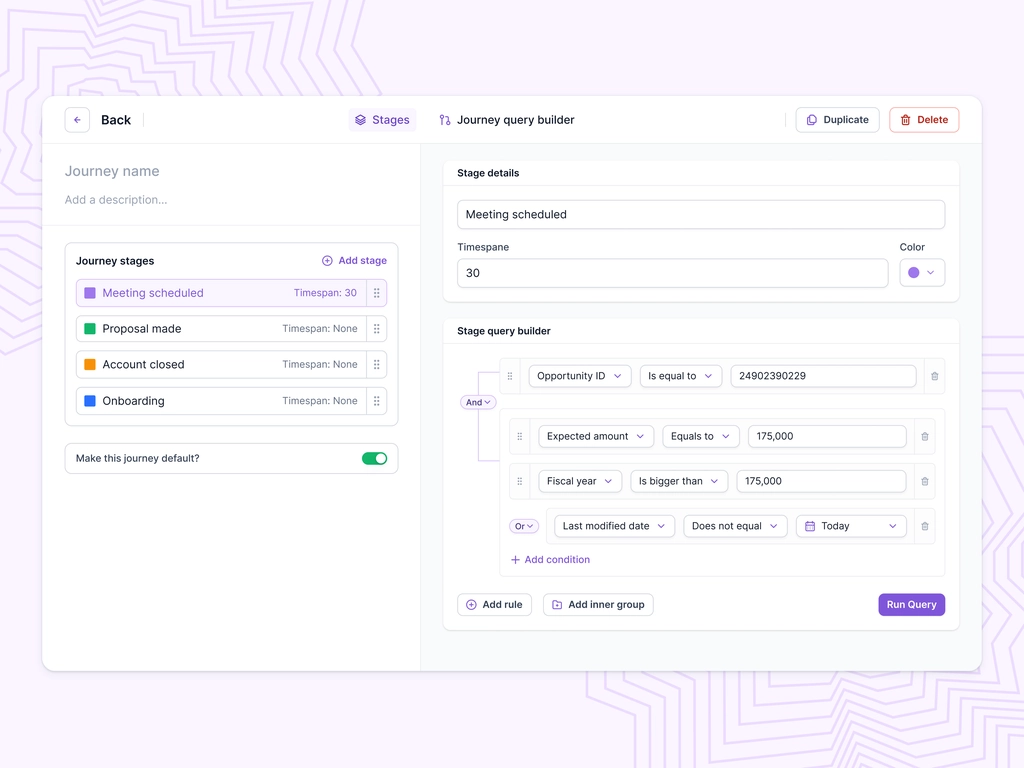 Back
Stages
Journey query builder
Duplicate
Delete
Journey name
Add a description...
Journey stages
Add stage
Meeting scheduled
Timespan: 30
Proposal made
Timespan: None
Account closed
Timespan: None
Onboarding
Timespan: None
Make this journey default?
Stage details
Meeting scheduled
Timespane
Color
30
Stage query builder
Opportunity ID
Is equal to
24902390229
And
Expected amount
Equals to
175,000
Fiscal year
Is bigger than
175,000
Or
Last modified date
Does not equal
Today
Add condition
Add rule
Add inner group
Run Query